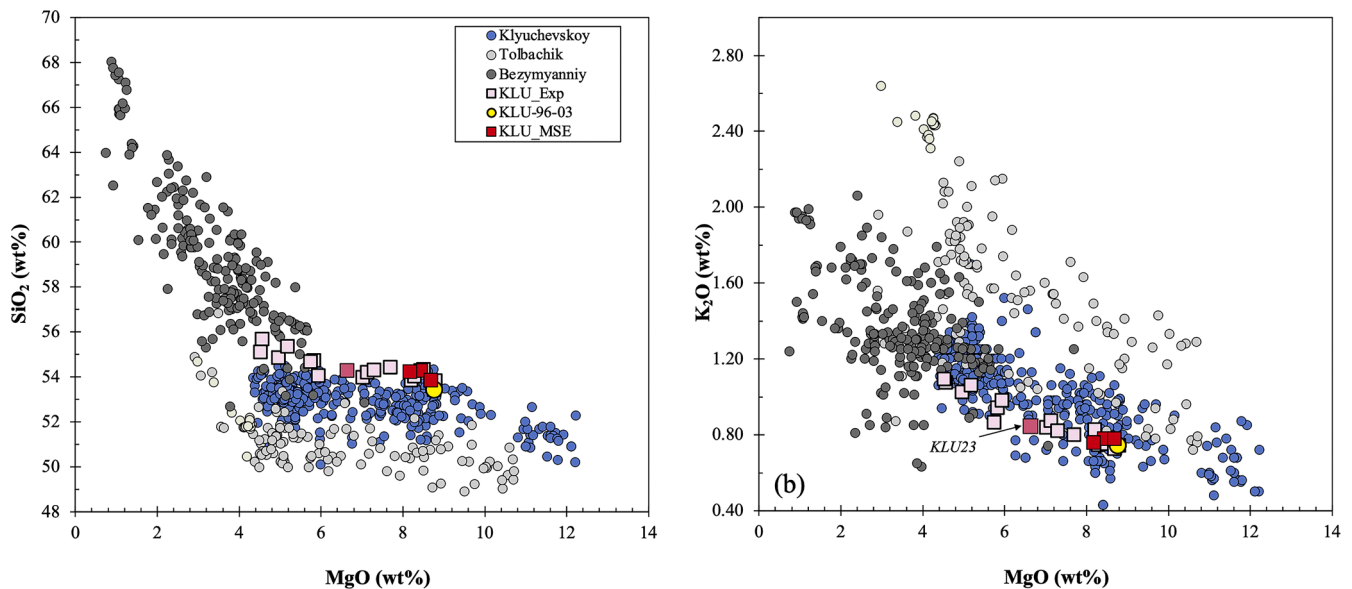 70
68
66
64
62
60
58
56
54
52
50
48
SiO2 (wt%)
0
2
4
6
8
10
12
14
MgO (wt%)
Klyuchevskoy
Tolbachik
Bezymyanniy
KLU_Exp
KLU-96-03
KLU_MSE
2.80
2.40
2.00
1.60
1.20
0.80
0.40
K2O (wt%)
KLU23
(b)
0
2
4
6
8
10
12
14
MgO (wt%)